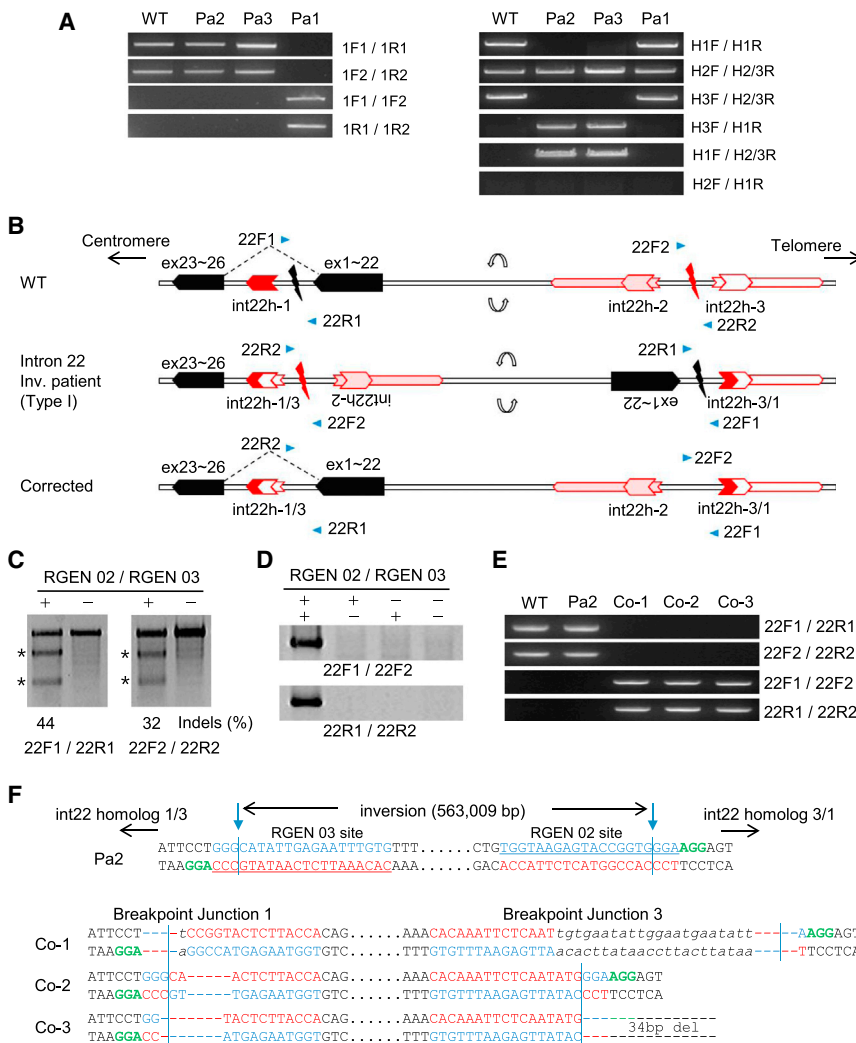 A
WT Pa2 Pa3 Pa1
1F1 / 1R1
1F2 / 1R2
1F1 / 1F2
1R1 / 1R2
WT Pa2 Pa3 Pa1
H1F / H1R
H2F / H2/3R
H3F / H2/3R
H3F / H1R
H1F / H2/3R
H2F / H1R
B
Centromere
Telomere
WT
ex23~26
22F1
int22h-1
ex1~22
22R1
22F2
int22h-2
int22h-3
22R2
Intron 22
Inv. patient
(Type I)
ex23~26
22R2
int22h-1/3
int22h-2
22F2
22R1
ex1~22
int22h-3/1
22F1
Corrected
ex23~26
22R2
ex1~22
int22h-1/3
22R1
22F2
int22h-2
int22h-3/1
22F1
C
RGEN 02 / RGEN 03
+ − + −
* *
* *
44 32 Indels (%)
22F1 / 22R1 22F2 / 22R2
D
RGEN 02 / RGEN 03
+ + − −
+ − + −
22F1 / 22F2
22R1 / 22R2
E
WT Pa2 Co-1 Co-2 Co-3
22F1 / 22R1
22F2 / 22R2
22F1 / 22F2
22R1 / 22R2
F
int22 homolog 1/3
inversion (563,009 bp)
int22 homolog 3/1
RGEN 03 site RGEN 02 site
Pa2
ATTCCTGGGCATATTGAGAATTTGTGTTT......CTGTGGTAAGAGTACCGGTGGGAAGGAGT
TAAGGACCCGTATAACTCTTAAACACAAA......GACACCATTCTCATGGCCACCCTTCCTCA
Breakpoint Junction 1 Breakpoint Junction 3
Co-1
ATTCCT----tCCGGTACTCTTACCACAG......AAACACAAATTCTCAATtgtgaatattggaatgaatatt-----–--AAGGAGT
TAAGGA----aGGCCATGAGAATGGTGTC......TTTGTGTTTAAGAGTTAacacttataaccttacttataa-------TTCCTCA
Co-2
ATTCCTGGGCA-----ACTCTTACCACAG......AAACACAAATTCTCAATATGGGAAGGAGT
TAAGGACCCGT------TGAGAATGGTGTC......TTTGTGTTTAAGAGTTATACCCTTCCTCA
Co-3
ATTCCTGG------TACTCTTACCACAG......AAACACAAATTCTCAATATG
TAAGGACC------ATGAGAATGGTGTC......TTTGTGTTTAAGAGTTATAC
34bp del